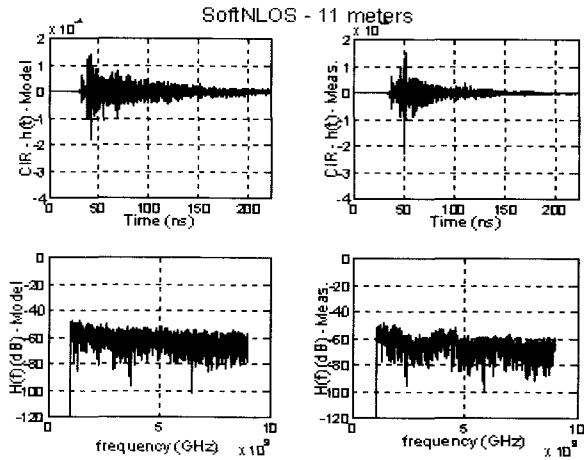 SoftNLOS - 11 meters
x 10
2
1
0
-1
-2
-3
-4
CIR - h(t) - Model
0 50 100 150 200
Time (ns)
x 10
2
1
0
-1
-2
-3
-4
CIR - h(t) - Meas.
0 50 100 150 200
Time (ns)
0
-20
-40
-60
-80
-100
-120
H(f) (dB) - Model
0 5 10
frequency (GHz)
x 10⁹
0
-20
-40
-60
-80
-100
-120
H(f) (dB) - Meas.
0 5 10
frequency (GHz)
x 10⁹